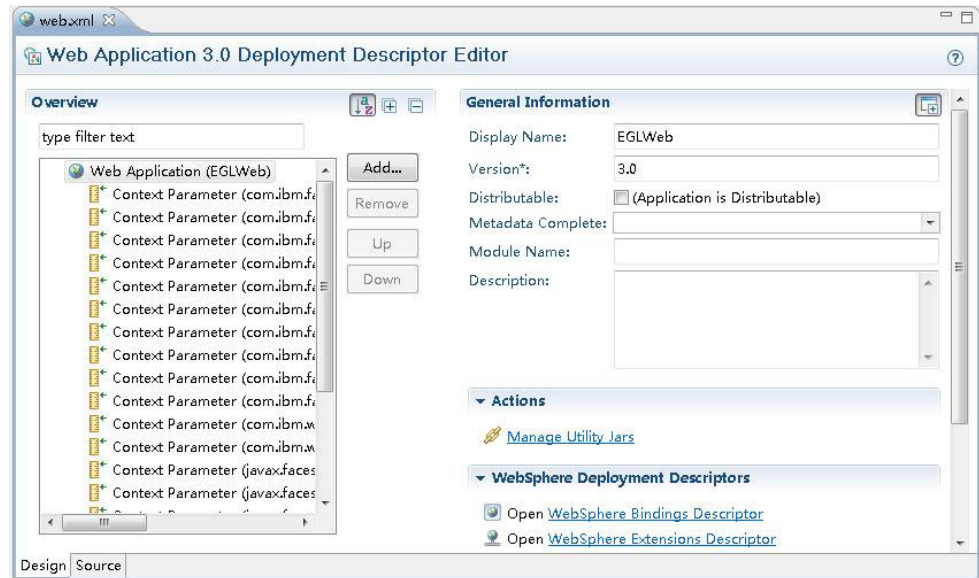 web.xml
Web Application 3.0 Deployment Descriptor Editor
Overview
type filter text
Web Application (EGLWeb)
Context Parameter (com.ibm.fa
Context Parameter (com.ibm.fa
Context Parameter (com.ibm.fa
Context Parameter (com.ibm.fa
Context Parameter (com.ibm.fa
Context Parameter (com.ibm.fa
Context Parameter (com.ibm.fa
Context Parameter (com.ibm.fa
Context Parameter (com.ibm.fa
Context Parameter (com.ibm.fa
Context Parameter (com.ibm.w
Context Parameter (com.ibm.w
Context Parameter (javax.faces
Context Parameter (javax.faces
Add...
Remove
Up
Down
General Information
Display Name: EGLWeb
Version*: 3.0
Distributable: (Application is Distributable)
Metadata Complete:
Module Name:
Description:
Actions
Manage Utility Jars
WebSphere Deployment Descriptors
Open WebSphere Bindings Descriptor
Open WebSphere Extensions Descriptor
Design Source